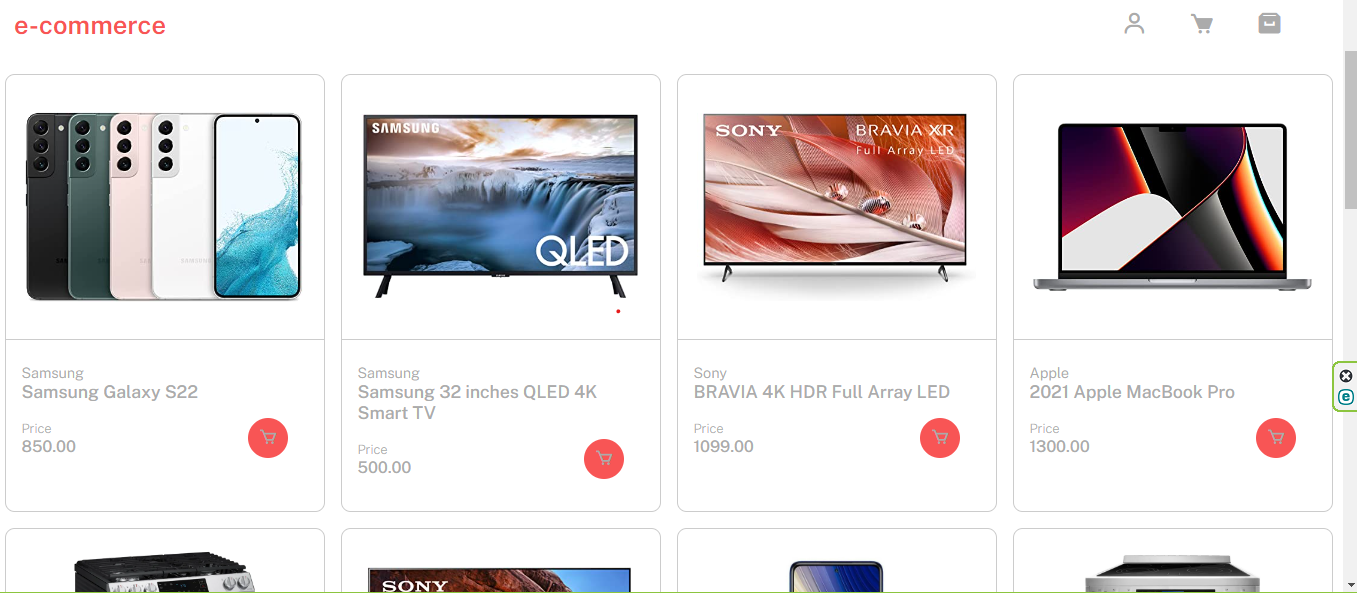 e-commerce
SAMSUNG
QLED
SONY
BRAVIA XR
Full Array LED
Samsung
Samsung Galaxy S22
Price
850.00
Samsung
Samsung 32 inches QLED 4K
Smart TV
Price
500.00
Sony
BRAVIA 4K HDR Full Array LED
Price
1099.00
Apple
2021 Apple MacBook Pro
Price
1300.00
SONY